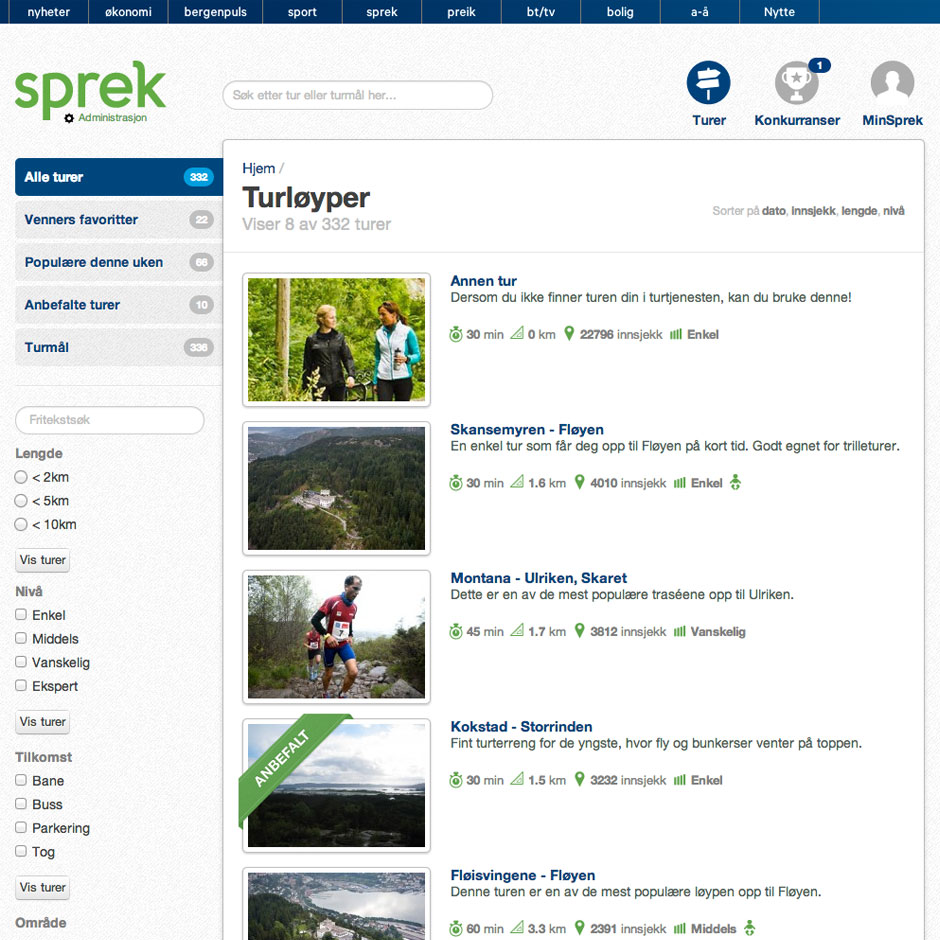 nyheter økonomi bergenpuls sport sprek preik bt/tv bolig a-å Nytte
sprek
Administrasjon
Søk etter tur eller turmål her...
1
Turer Konkurranser MinSprek
Alle turer 332
Venners favoritter 22
Populære denne uken 66
Anbefalte turer 10
Turmål 336
Fritekstsøk
Lengde
< 2km
< 5km
< 10km
Vis turer
Nivå
Enkel
Middels
Vanskelig
Ekspert
Vis turer
Tilkomst
Bane
Buss
Parkering
Tog
Vis turer
Område
Hjem /
Turløyper
Viser 8 av 332 turer
Sorter på dato, innsjekk, lengde, nivå
Annen tur
Dersom du ikke finner turen din i turtjenesten, kan du bruke denne!
30 min 0 km 22796 innsjekk Enkel
Skansemyren - Fløyen
En enkel tur som får deg opp til Fløyen på kort tid. Godt egnet for trilleturer.
30 min 1.6 km 4010 innsjekk Enkel
7
Montana - Ulriken, Skaret
Dette er en av de mest populære traséene opp til Ulriken.
45 min 1.7 km 3812 innsjekk Vanskelig
ANBEFALT
Kokstad - Storrinden
Fint turterreng for de yngste, hvor fly og bunkerser venter på toppen.
30 min 1.5 km 3232 innsjekk Enkel
Fløisvingene - Fløyen
Denne turen er en av de mest populære løypen opp til Fløyen.
60 min 3.3 km 2391 innsjekk Middels